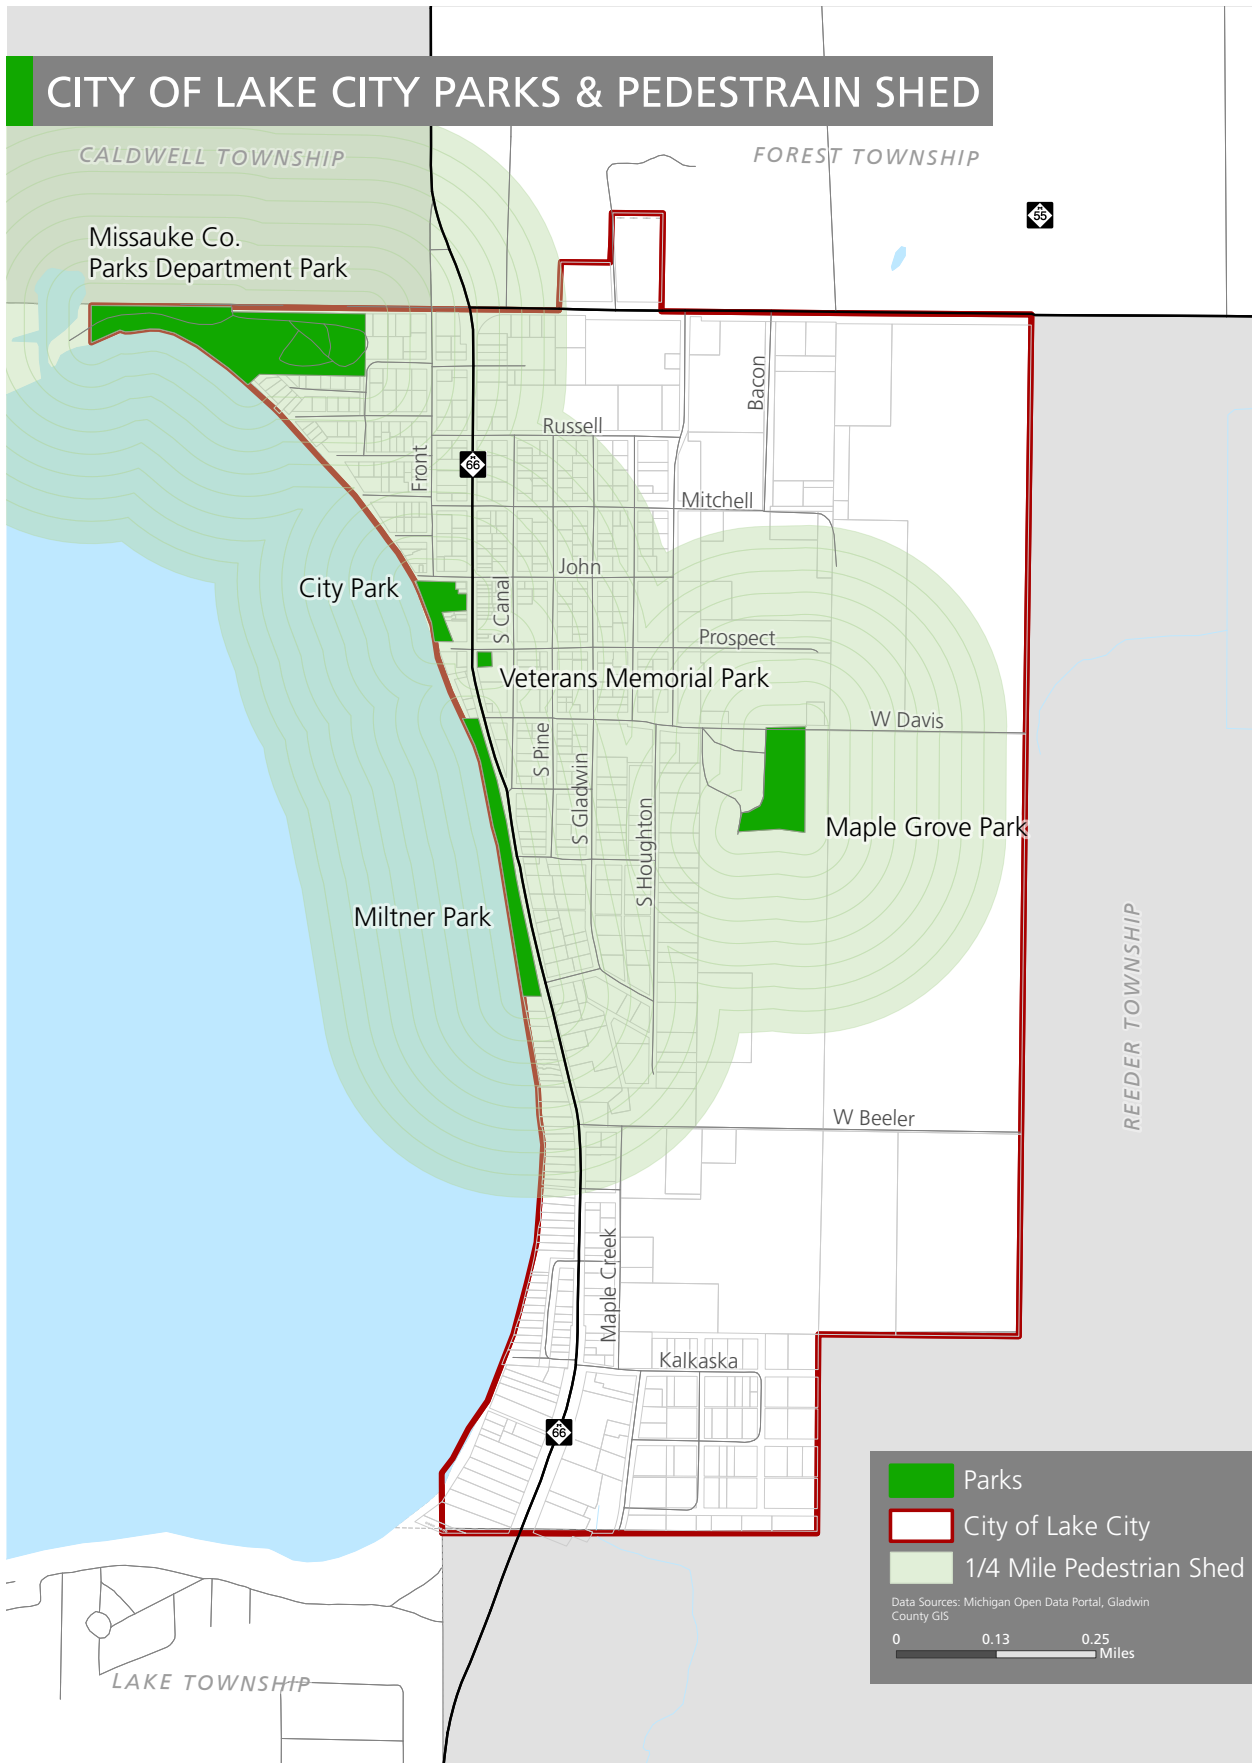 CITY OF LAKE CITY PARKS & PEDESTRAIN SHED
CALDWELL TOWNSHIP
FOREST TOWNSHIP
M
55
Missauke Co.
Parks Department Park
Bacon
Russell
Front
M
66
Mitchell
John
City Park
S Canal
Prospect
Veterans Memorial Park
W Davis
S Pine
S Gladwin
S Houghton
Maple Grove Park
Miltner Park
REEDER TOWNSHIP
W Beeler
Maple Creek
Kalkaska
M
66
Parks
City of Lake City
1/4 Mile Pedestrian Shed
Data Sources: Michigan Open Data Portal, Gladwin
County GIS
0 0.13 0.25
Miles
LAKE TOWNSHIP